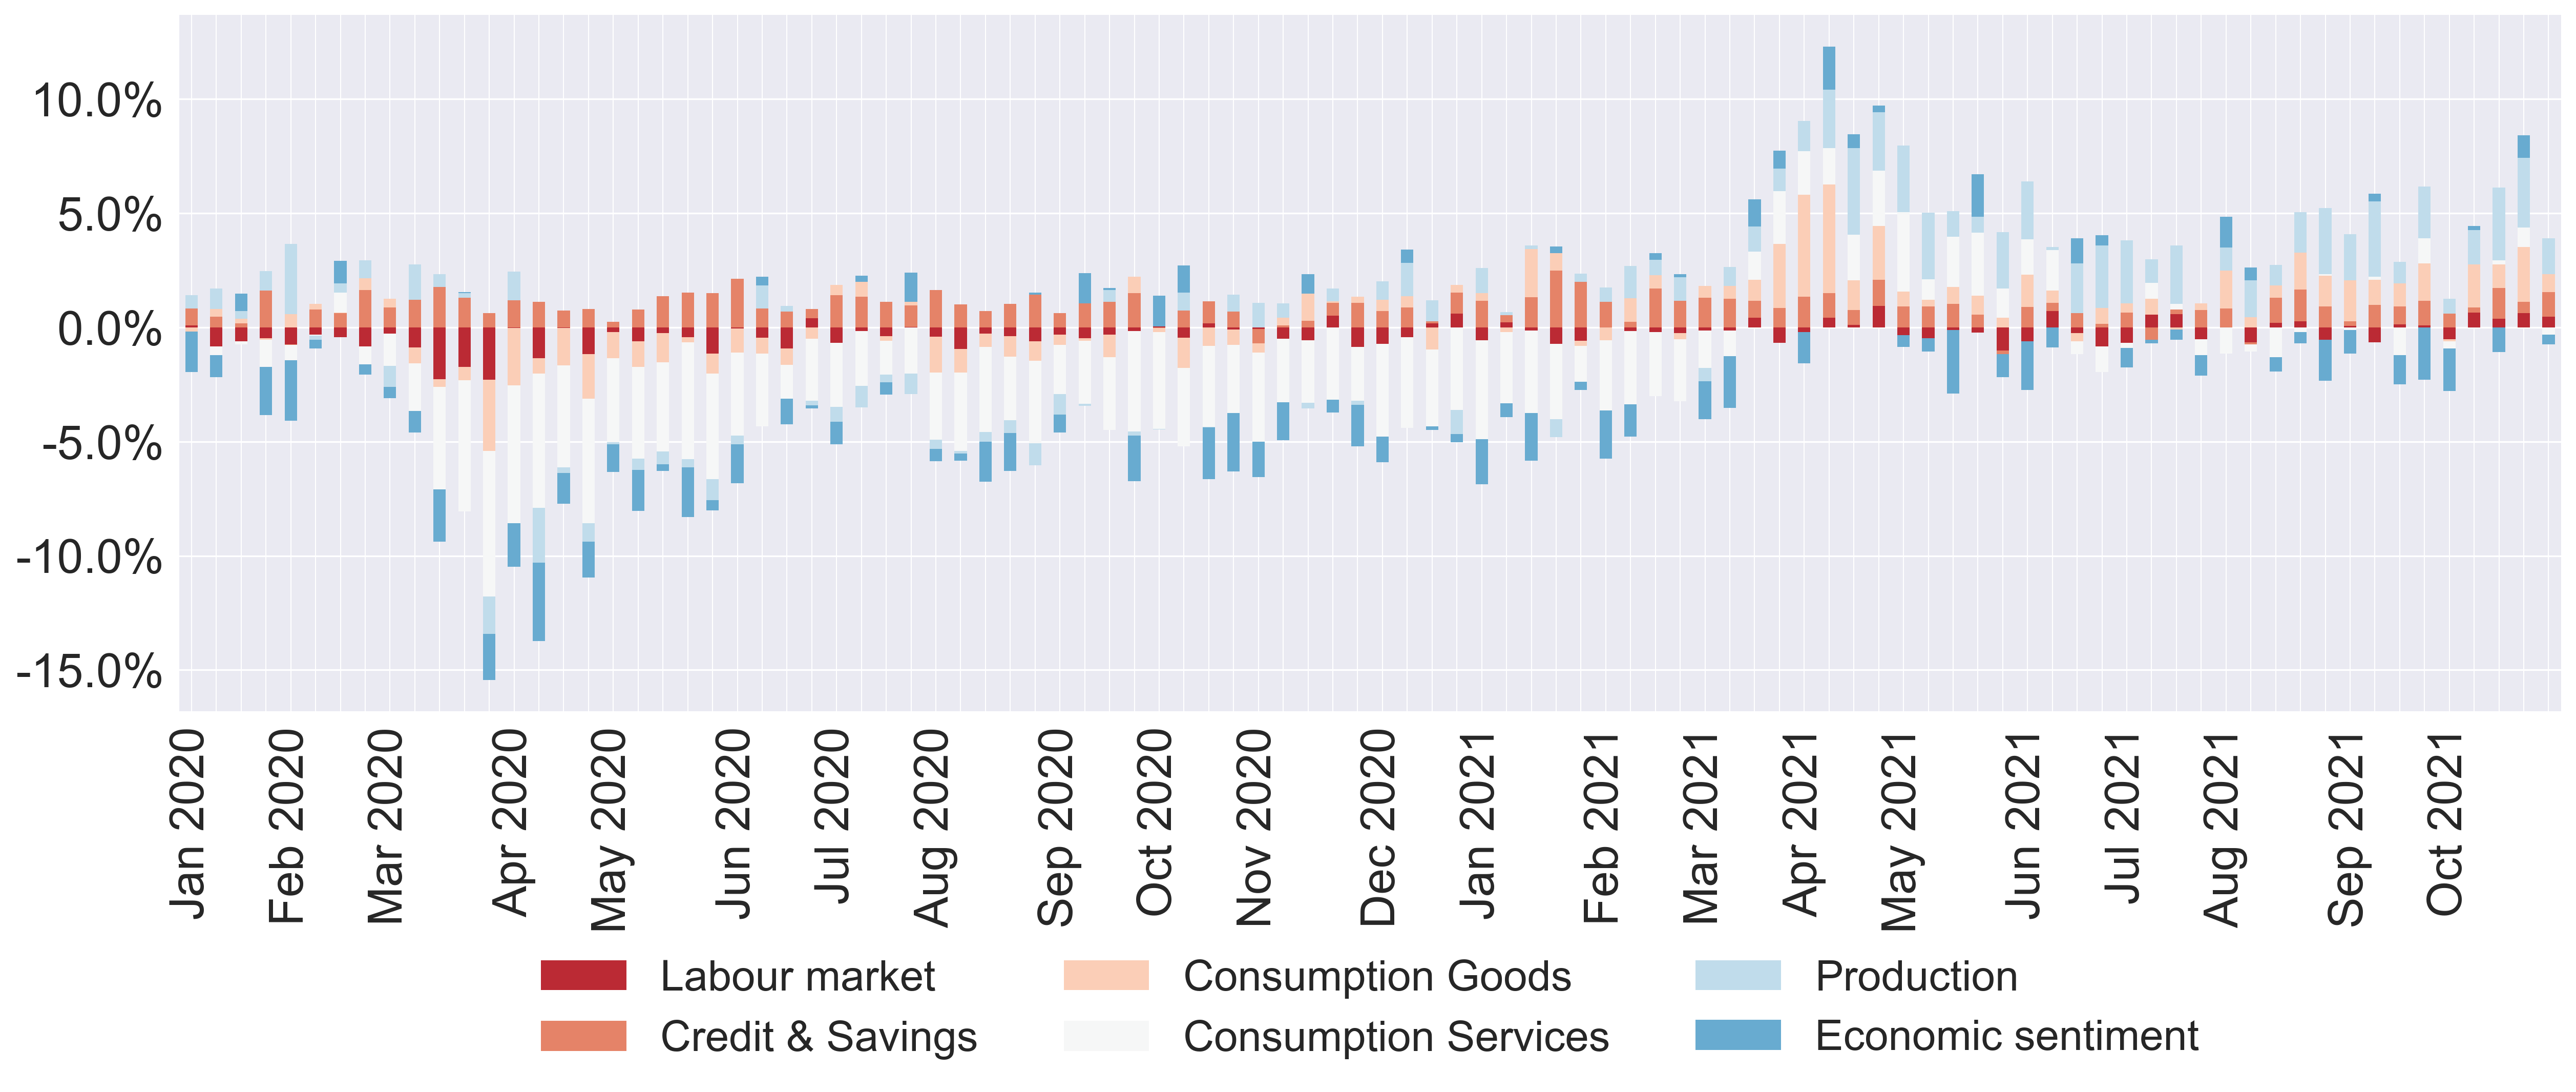 10.0%
5.0%
0.0%
-5.0%
-10.0%
-15.0%
Jan 2020
Feb 2020
Mar 2020
Apr 2020
May 2020
Jun 2020
Jul 2020
Aug 2020
Sep 2020
Oct 2020
Nov 2020
Dec 2020
Jan 2021
Feb 2021
Mar 2021
Apr 2021
May 2021
Jun 2021
Jul 2021
Aug 2021
Sep 2021
Oct 2021
Labour market
Consumption Goods
Production
Credit & Savings
Consumption Services
Economic sentiment